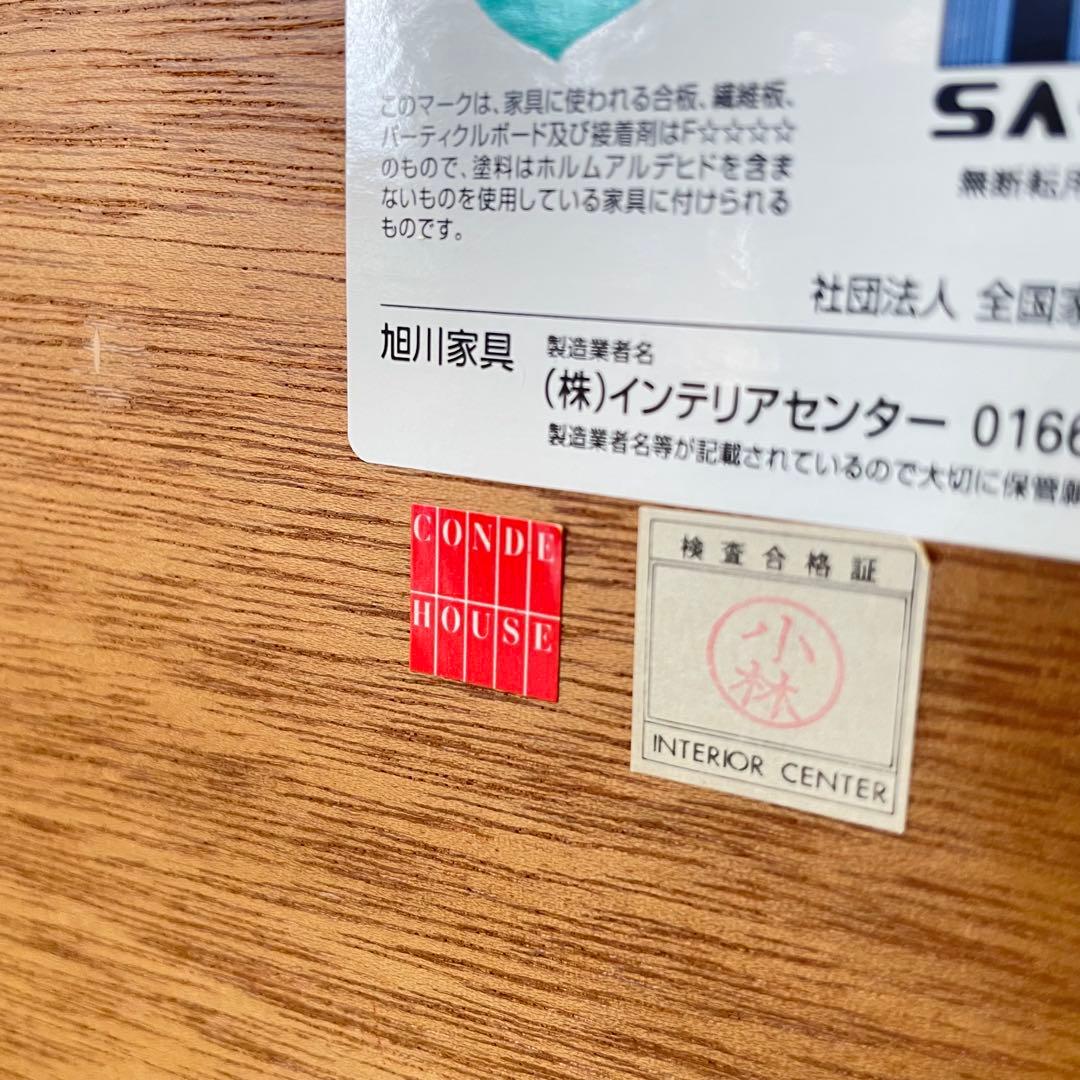 このマークは、家具に使われる合板、繊維板、
パーティクルボード及び接着剤はF☆☆☆☆
のもので、塗料はホルムアルデヒドを含ま
ないものを使用している家具に付けられる
ものです。
SA
無断転用
社団法人 全国家
旭川家具
製造業者名
(株)インテリアセンター 0166
製造業者名等が記載されているので大切に保管願
CONDE
HOUSE
検査合格証
小林
INTERIOR CENTER